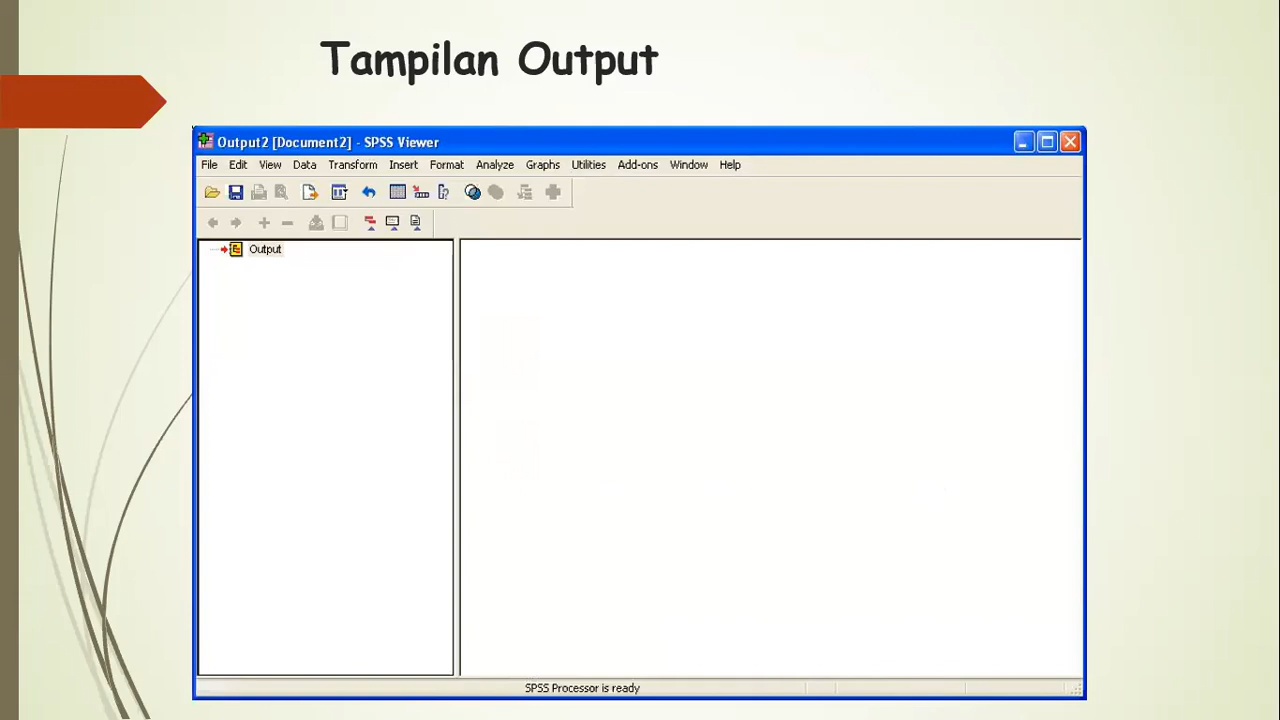 Tampilan Output
Output2 [Document2] - SPSS Viewer
File Edit View Data Transform Insert Format Analyze Graphs Utilities Add-ons Window Help
Output
SPSS Processor is ready